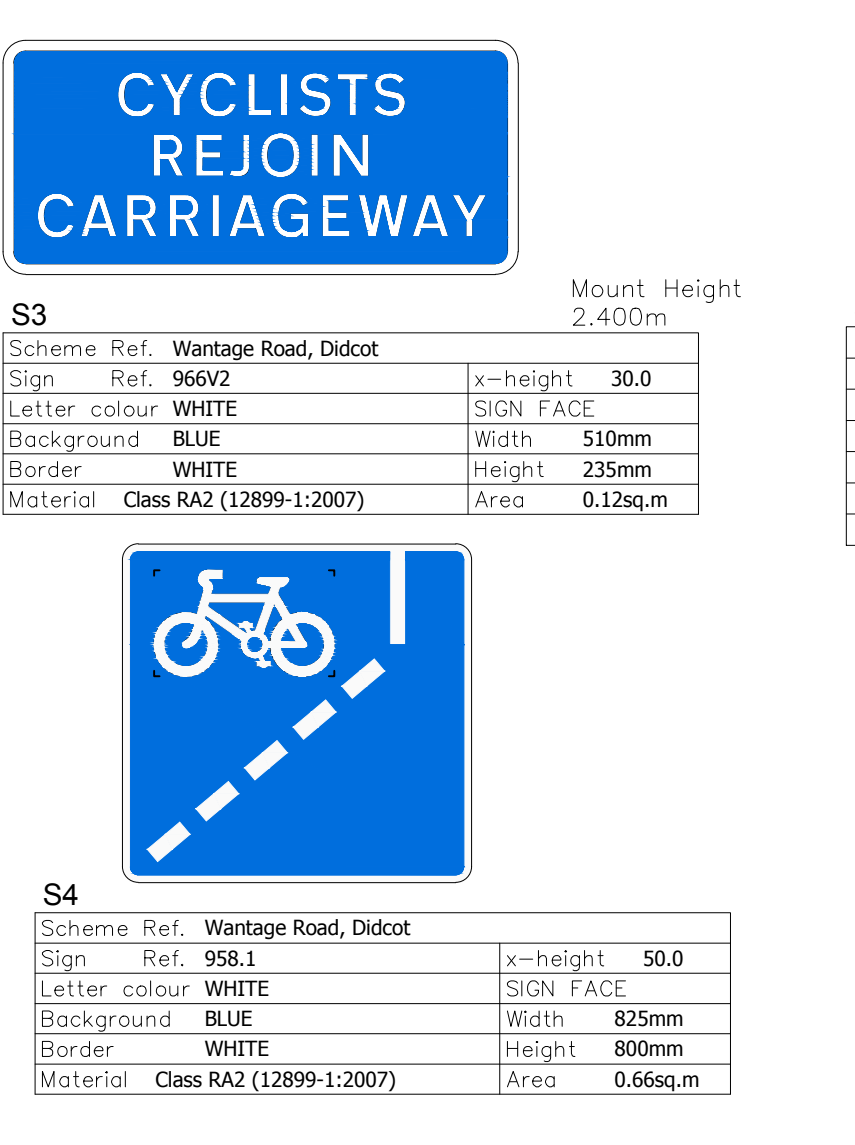 CYCLISTS
REJOIN
CARRIAGEWAY
Mount Height
2.400m
S3
Scheme Ref. Wantage Road, Didcot
Sign Ref. 966V2 x-height 30.0
Letter colour WHITE SIGN FACE
Background BLUE Width 510mm
Border WHITE Height 235mm
Material Class RA2 (12899-1:2007) Area 0.12sq.m
S4
Scheme Ref. Wantage Road, Didcot
Sign Ref. 958.1 x-height 50.0
Letter colour WHITE SIGN FACE
Background BLUE Width 825mm
Border WHITE Height 800mm
Material Class RA2 (12899-1:2007) Area 0.66sq.m